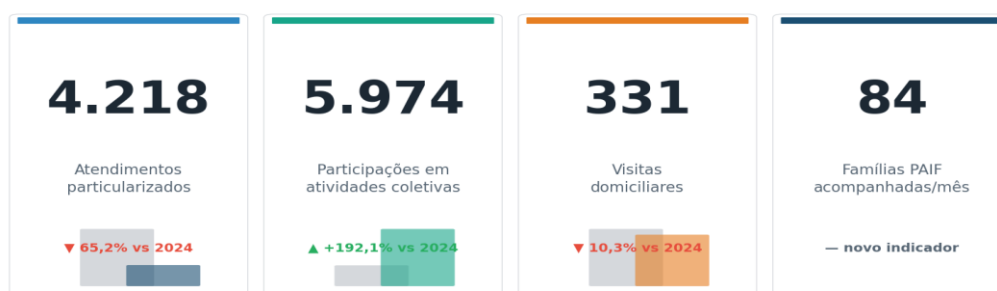 4.218
Atendimentos
particularizados
▼ 65,2% vs 2024
5.974
Participações em
atividades coletivas
▲ +192,1% vs 2024
331
Visitas
domiciliares
▼ 10,3% vs 2024
84
Famílias PAIF
acompanhadas/mês
— novo indicador